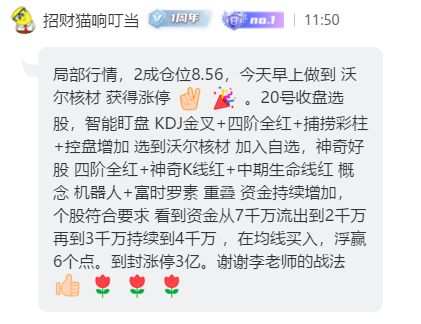 招财猫响叮当 1周年 no.1 11:50
局部行情，2成仓位8.56，今天早上做到 沃
尔核材 获得涨停 ✌🎉 。20号收盘选
股，智能盯盘 KDJ金叉+四阶全红+捕捞彩柱
+控盘增加 选到沃尔核材 加入自选，神奇好
股 四阶全红+神奇K线红+中期生命线红 概
念 机器人+富时罗素 重叠 资金持续增加，
个股符合要求 看到资金从7千万流出到2千万
再到3千万持续到4千万 ，在均线买入，浮赢
6个点。到封涨停3亿。谢谢李老师的战法
👍🌹🌹🌹